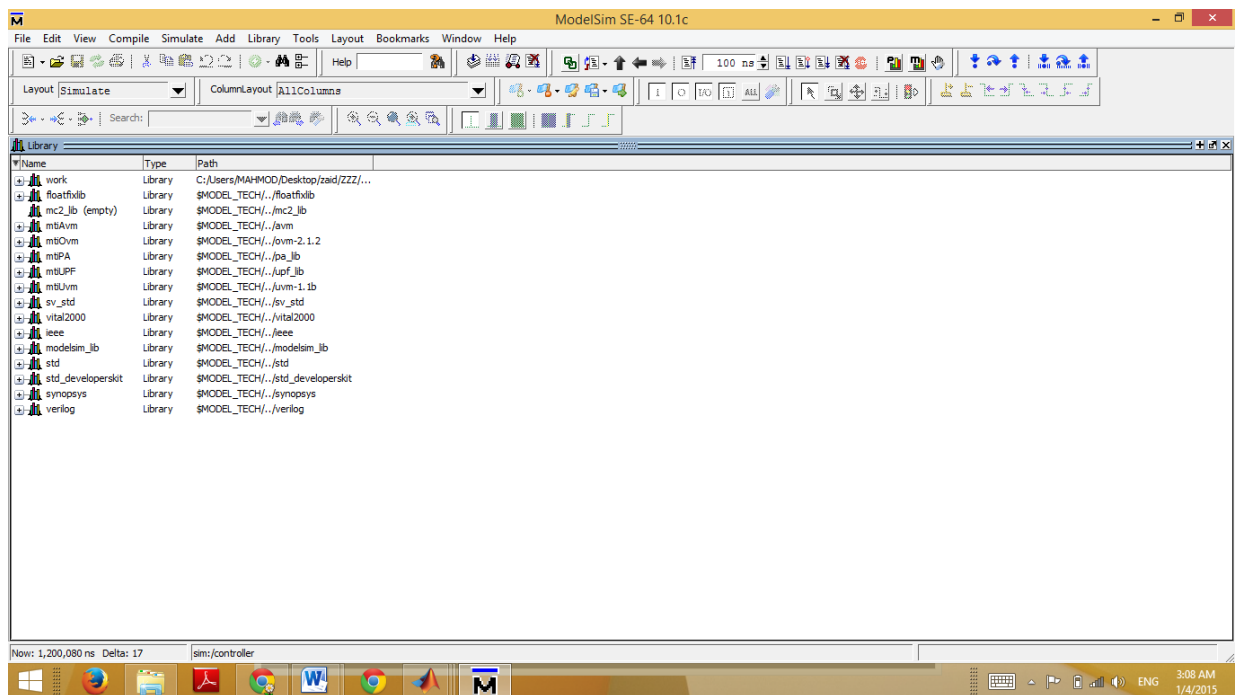 ModelSim SE-64 10.1c
File Edit View Compile Simulate Add Library Tools Layout Bookmarks Window Help
Help 100 ns
Layout Simulate ColumnLayout AllColumns I O I/O ALL
Search:
Library
Name Type Path
work Library C:/Users/MAHMOD/Desktop/zaid/ZZZ/...
floatfixlib Library $MODEL_TECH/../floatfixlib
mc2_lib (empty) Library $MODEL_TECH/../mc2_lib
mtiAvm Library $MODEL_TECH/../avm
mtiOvm Library $MODEL_TECH/../ovm-2.1.2
mtiPA Library $MODEL_TECH/../pa_lib
mtiUPF Library $MODEL_TECH/../upf_lib
mtiUvm Library $MODEL_TECH/../uvm-1.1b
sv_std Library $MODEL_TECH/../sv_std
vital2000 Library $MODEL_TECH/../vital2000
ieee Library $MODEL_TECH/../ieee
modelsim_lib Library $MODEL_TECH/../modelsim_lib
std Library $MODEL_TECH/../std
std_developerskit Library $MODEL_TECH/../std_developerskit
synopsys Library $MODEL_TECH/../synopsys
verilog Library $MODEL_TECH/../verilog
Now: 1,200,080 ns Delta: 17 sim:/controller
ENG 3:08 AM
1/4/2015